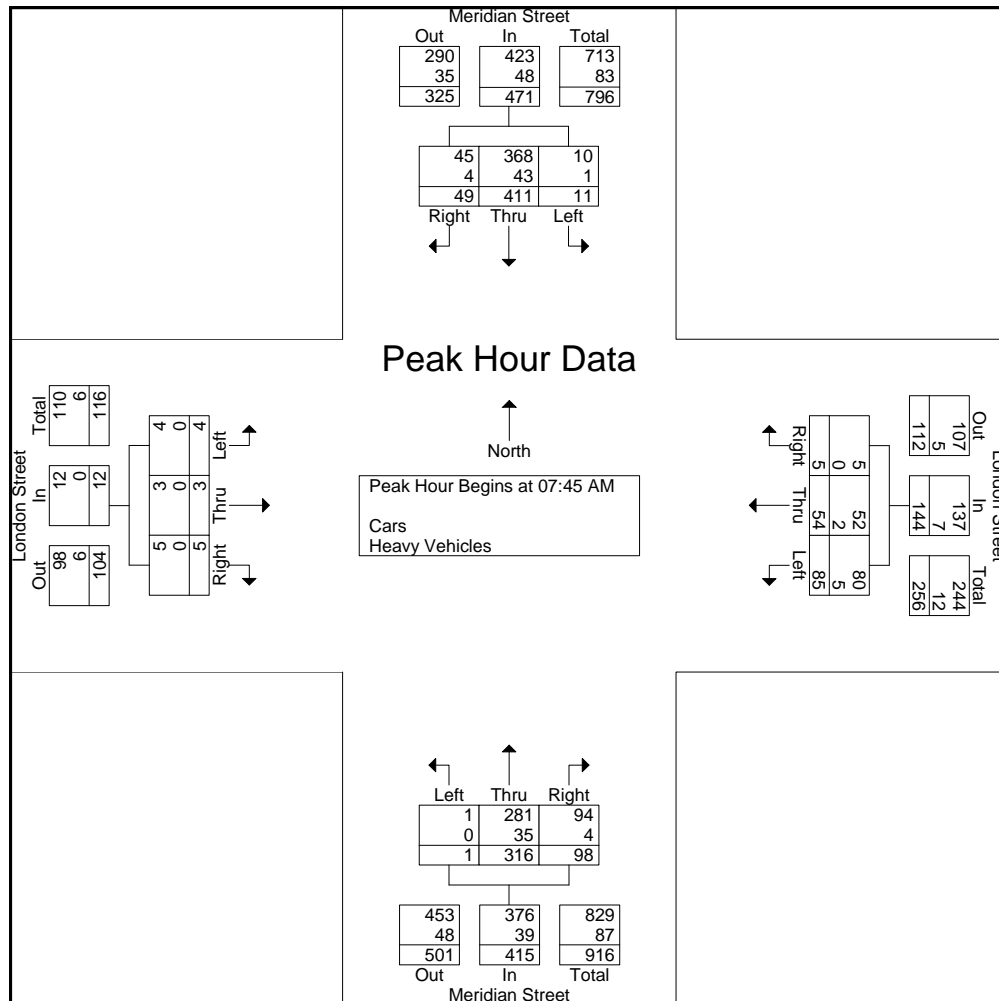 Meridian Street
Out In Total
290 423 713
35 48 83
325 471 796
45 368 10
4 43 1
49 411 11
Right Thru Left
Peak Hour Data
North
Peak Hour Begins at 07:45 AM
Cars
Heavy Vehicles
London Street
Out In Total
98 12 110
6 0 6
104 12 116
5 3 4
0 0 0
5 3 4
Right Thru Left
London Street
Out In Total
107 137 244
5 7 12
112 144 256
5 52 80
0 2 5
5 54 85
Right Thru Left
Left Thru Right
1 281 94
0 35 4
1 316 98
453 376 829
48 39 87
501 415 916
Out In Total
Meridian Street